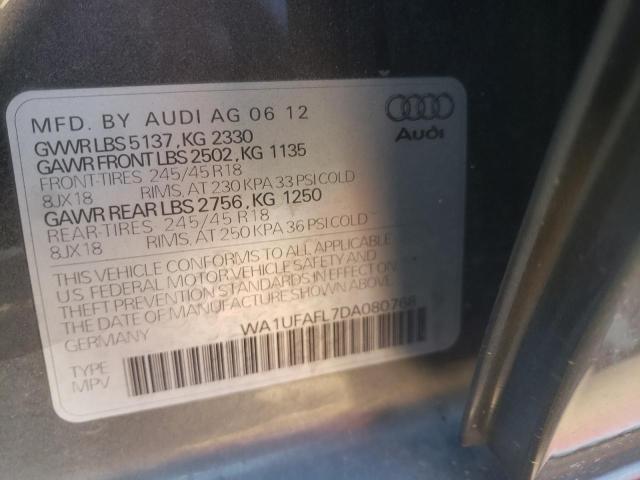 MFD. BY AUDI AG 06 12
GVWR LBS 5137, KG 2330
GAWR FRONT LBS 2502, KG 1135
FRONT-TIRES 245/45 R18
8JX18 RIMS, AT 230 KPA 33 PSI COLD
GAWR REAR LBS 2756, KG 1250
REAR-TIRES 245/45 R18
8JX18 RIMS, AT 250 KPA 36 PSI COLD
THIS VEHICLE CONFORMS TO ALL APPLICABLE
U.S FEDERAL MOTOR VEHICLE SAFETY AND
THEFT PREVENTION STANDARDS IN EFFECT ON
THE DATE OF MANUFACTURE SHOWN ABOVE.
GERMANY
WA1UFAFL7DA080768
TYPE
MPV
Audi